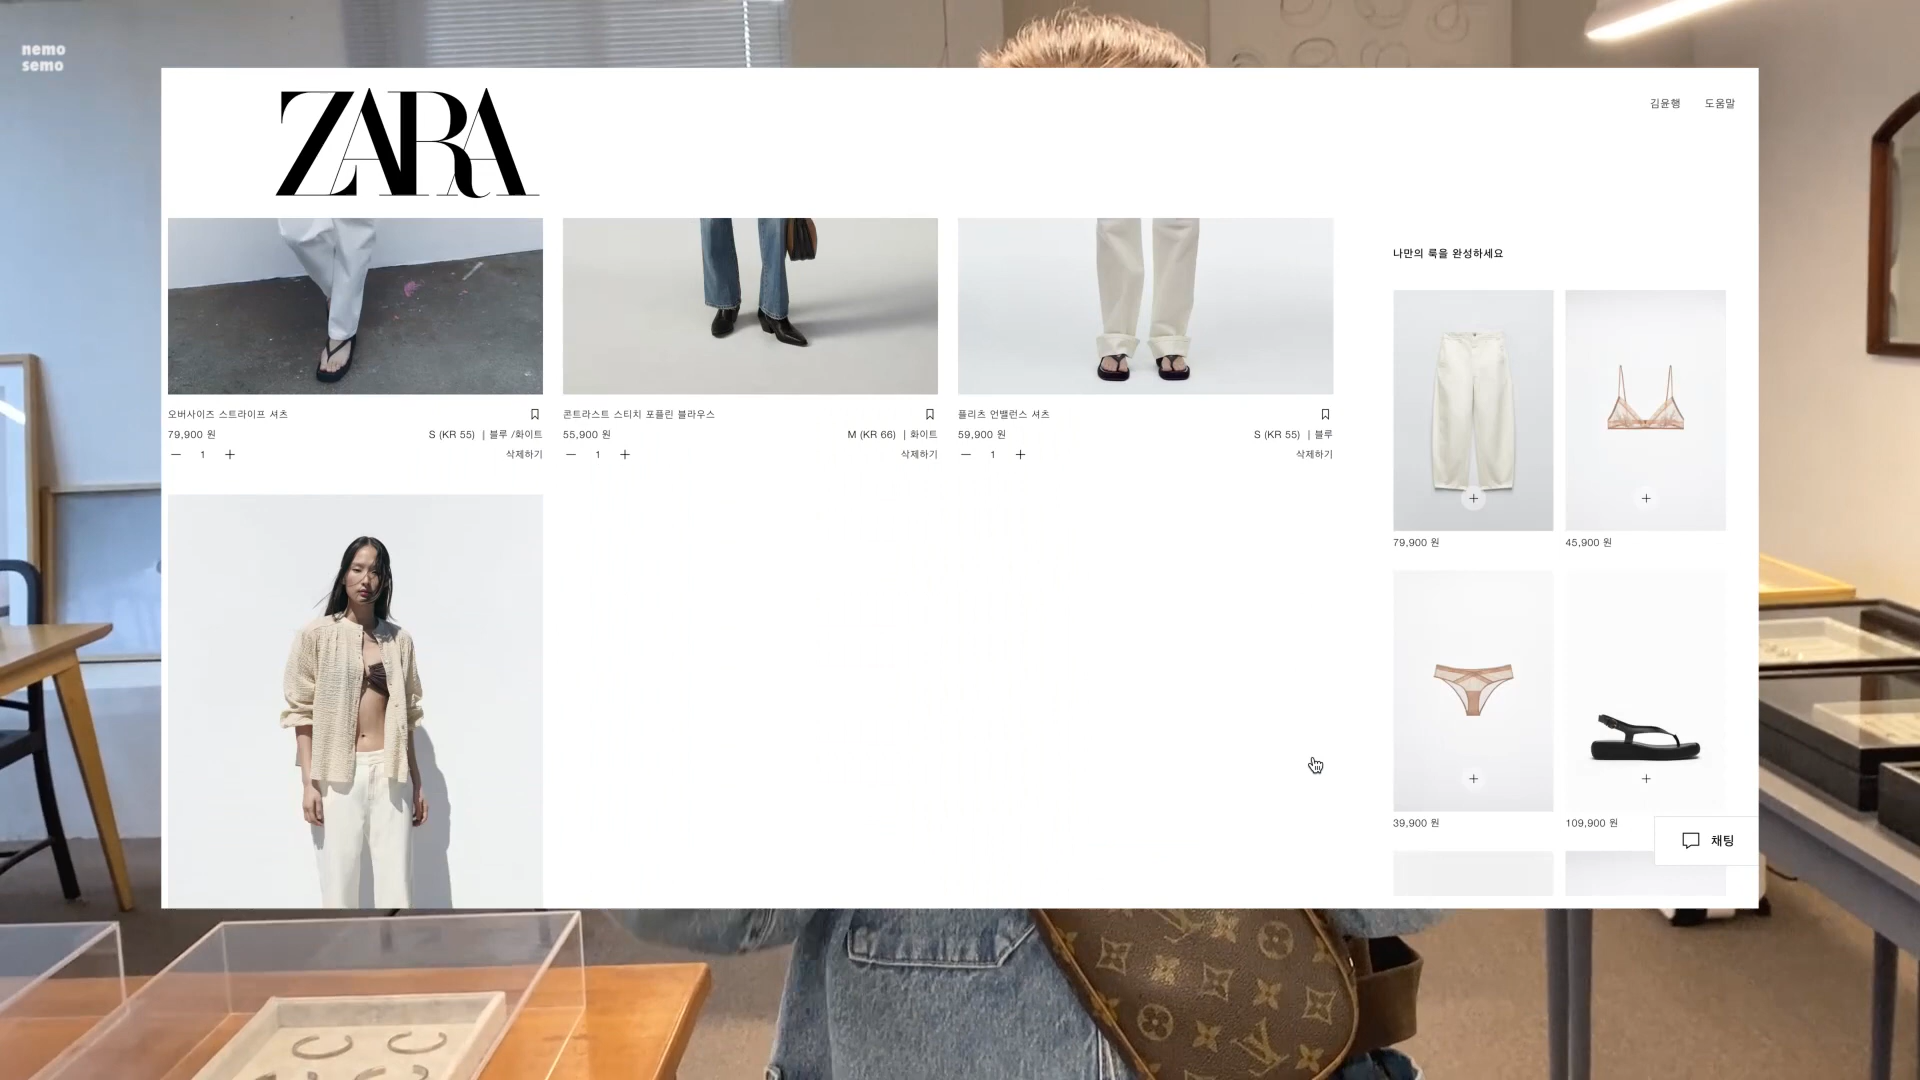 nemo
semo
ZARA
김윤행 도움말
오버사이즈 스트라이프 셔츠
79,900 원 S (KR 55) | 블루 /화이트
1 삭제하기
콘트라스트 스티치 포플린 블라우스
55,900 원 M (KR 66) | 화이트
1 삭제하기
플리츠 언밸런스 셔츠
59,900 원 S (KR 55) | 블루
1 삭제하기
나만의 룩을 완성하세요
79,900 원
45,900 원
39,900 원
109,900 원
채팅